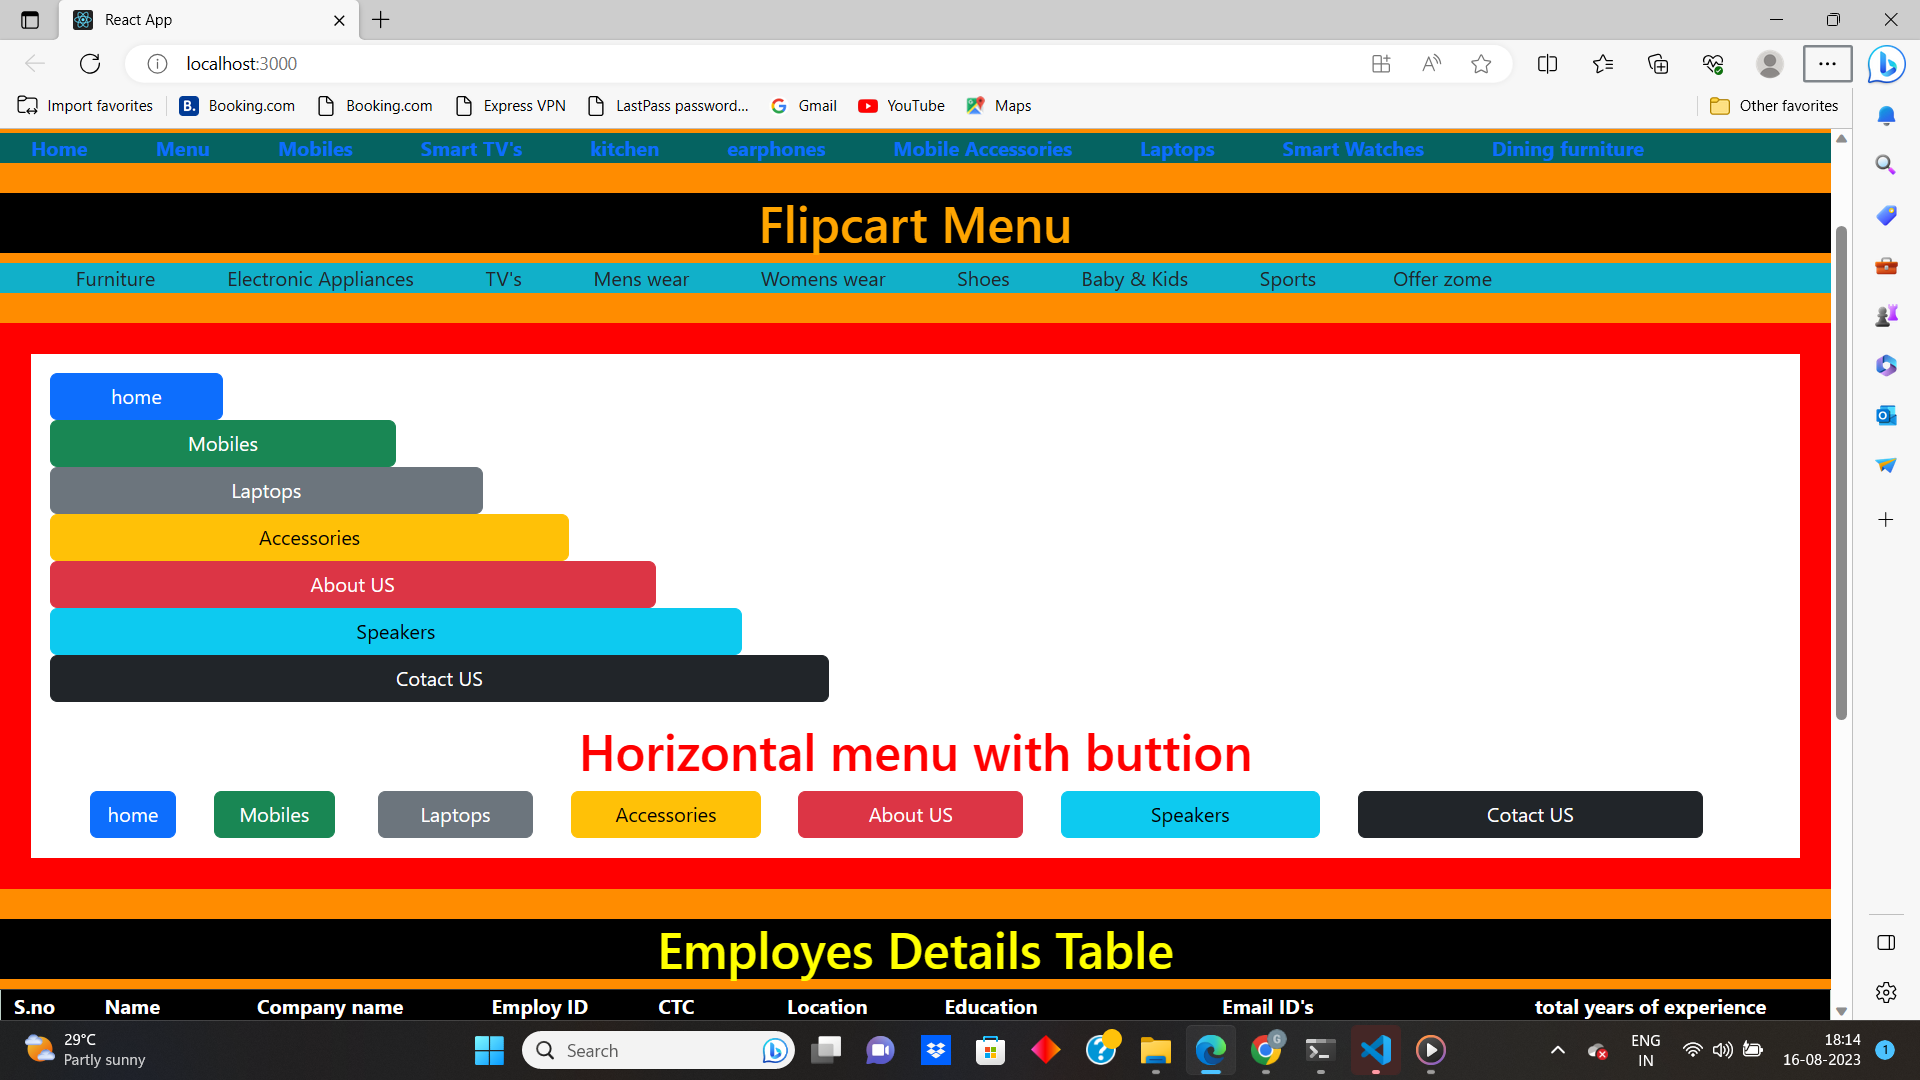 React App
localhost:3000
Import favorites B. Booking.com Booking.com Express VPN LastPass password... Gmail YouTube Maps Other favorites
Home Menu Mobiles Smart TV's kitchen earphones Mobile Accessories Laptops Smart Watches Dining furniture
Flipcart Menu
Furniture Electronic Appliances TV's Mens wear Womens wear Shoes Baby & Kids Sports Offer zome
home
Mobiles
Laptops
Accessories
About US
Speakers
Cotact US
Horizontal menu with buttion
home Mobiles Laptops Accessories About US Speakers Cotact US
Employes Details Table
S.no Name Company name Employ ID CTC Location Education Email ID's total years of experience
29°C
Partly sunny
Search
G
ENG
IN
18:14
16-08-2023
1